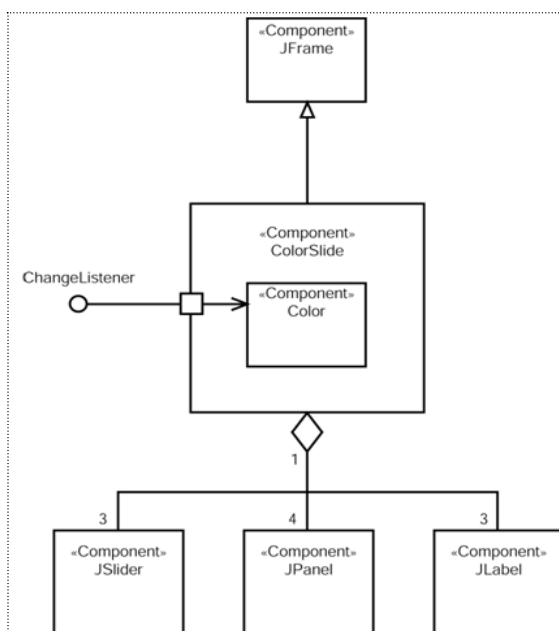 «Component»
JFrame
«Component»
ColorSlide
ChangeListener
«Component»
Color
1
3
4
3
«Component»
JSlider
«Component»
JPanel
«Component»
JLabel